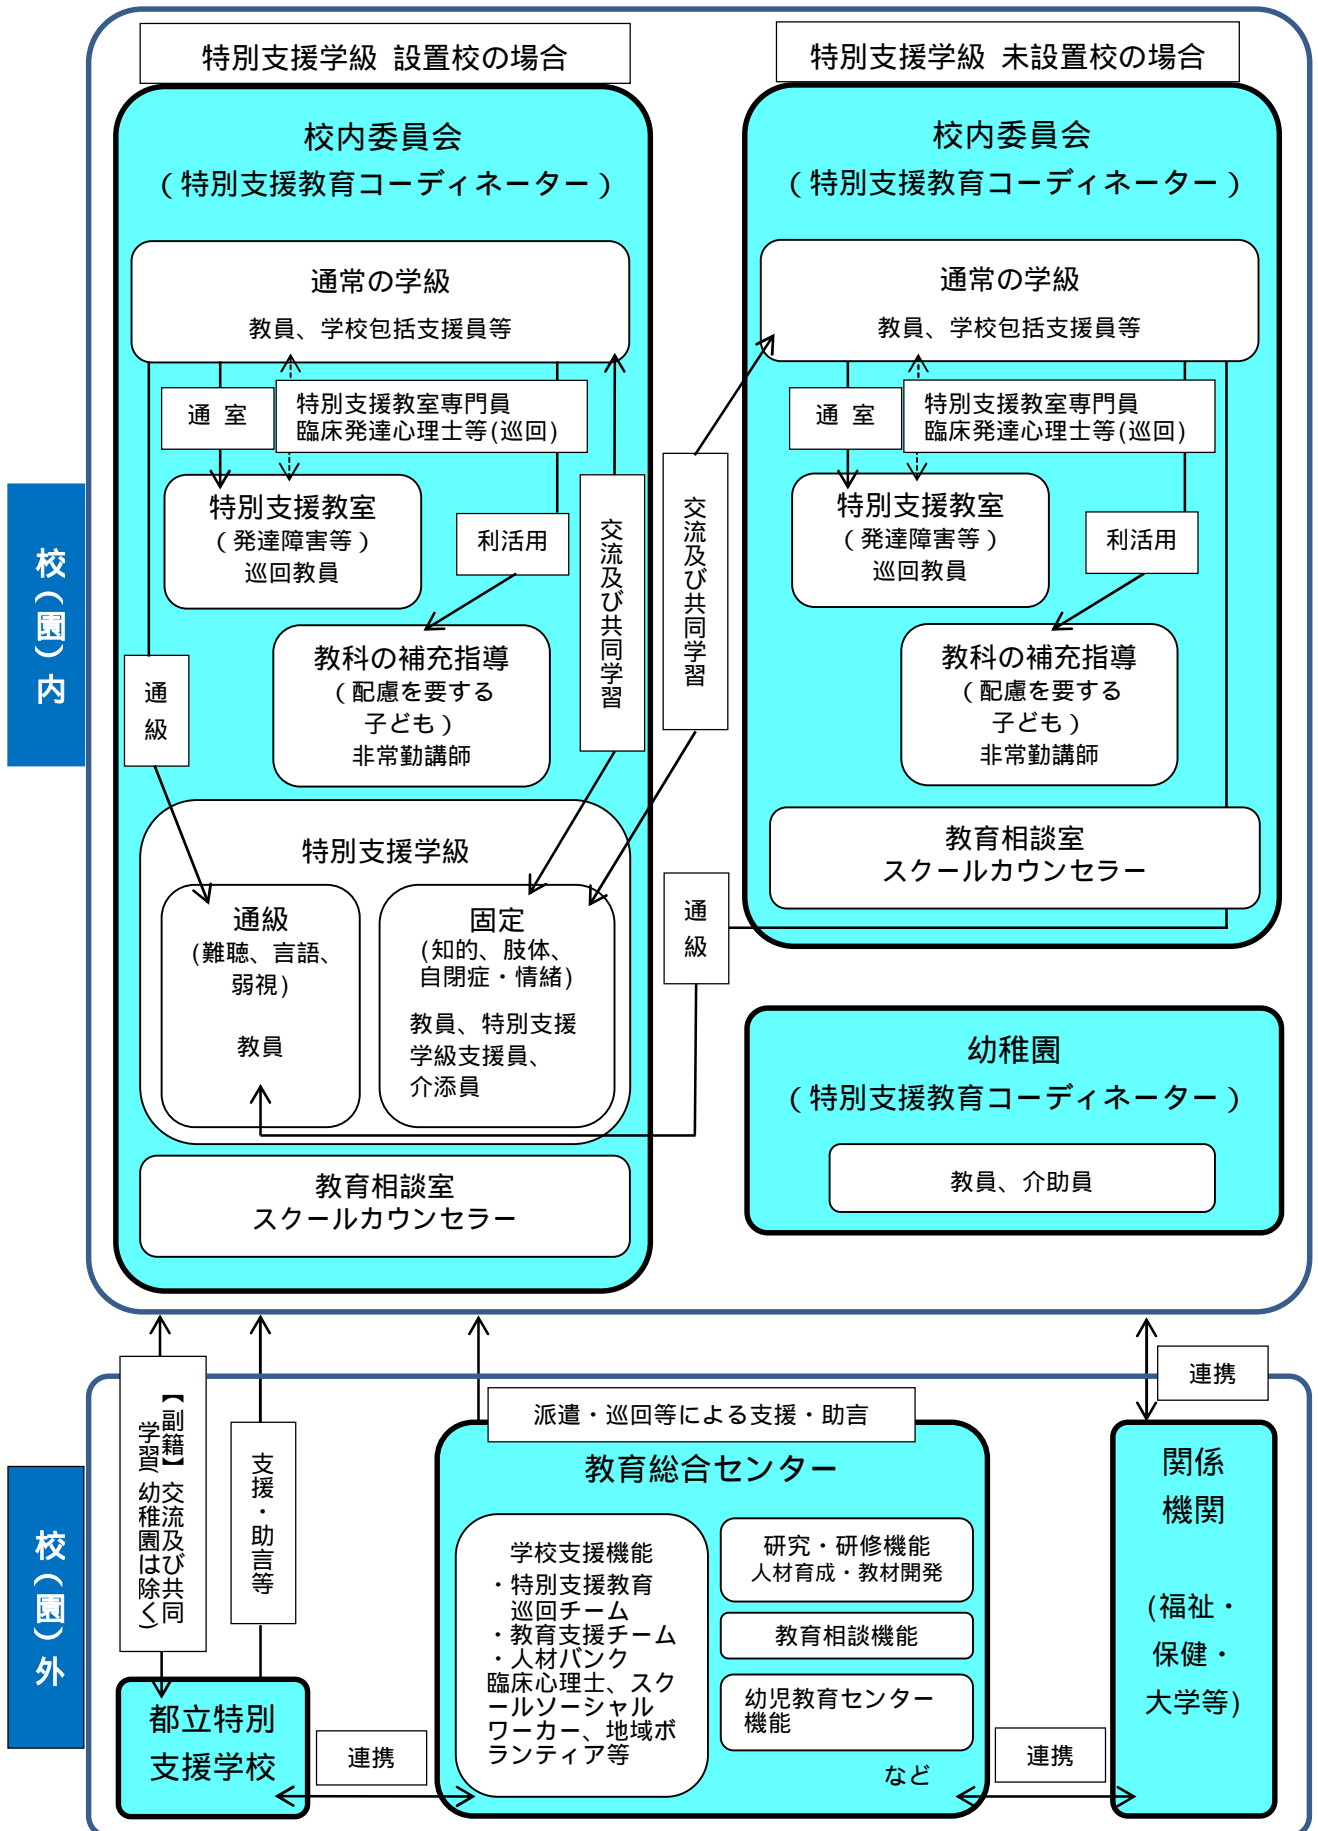 特別支援学級 設置校の場合
校内委員会
（特別支援教育コーディネーター）
通常の学級
教員、学校包括支援員等
通 室
特別支援教室専門員
臨床発達心理士等(巡回)
特別支援教室
（発達障害等）
巡回教員
利活用
教科の補充指導
（配慮を要する
子ども）
非常勤講師
交流及び共同学習
通級
特別支援学級
通級
(難聴、言語、
弱視)
教員
固定
(知的、肢体、
自閉症・情緒)
教員、特別支援
学級支援員、
介添員
教育相談室
スクールカウンセラー
交流及び共同学習
通級
特別支援学級 未設置校の場合
校内委員会
（特別支援教育コーディネーター）
通常の学級
教員、学校包括支援員等
通 室
特別支援教室専門員
臨床発達心理士等(巡回)
特別支援教室
（発達障害等）
巡回教員
利活用
教科の補充指導
（配慮を要する
子ども）
非常勤講師
教育相談室
スクールカウンセラー
幼稚園
（特別支援教育コーディネーター）
教員、介助員
校（園）内
校（園）外
【副籍】交流及び共同
学習(幼稚園は除く)
支援・助言等
派遣・巡回等による支援・助言
連携
都立特別
支援学校
連携
教育総合センター
学校支援機能
・特別支援教育
巡回チーム
・教育支援チーム
・人材バンク
臨床心理士、スク
ールソーシャル
ワーカー、地域ボ
ランティア等
研究・研修機能
人材育成・教材開発
教育相談機能
幼児教育センター
機能
など
連携
関係
機関
(福祉・
保健・
大学等)